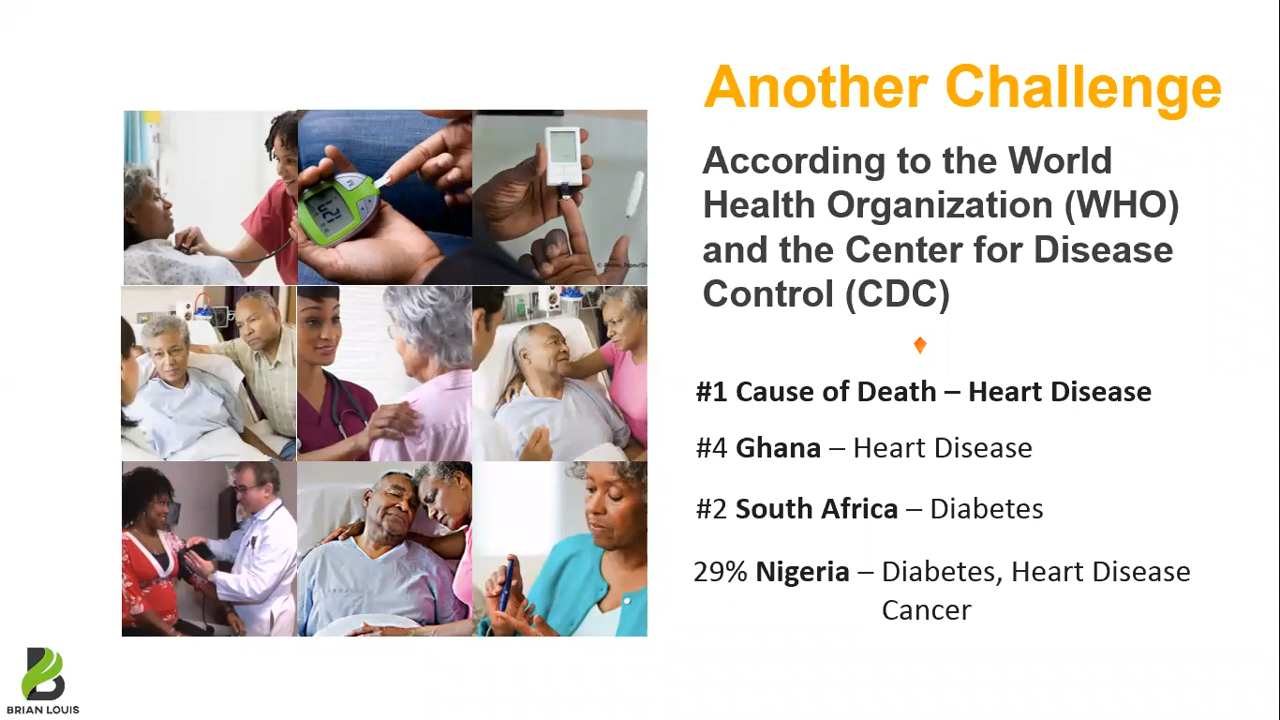 Another Challenge
According to the World
Health Organization (WHO)
and the Center for Disease
Control (CDC)
#1 Cause of Death – Heart Disease
#4 Ghana – Heart Disease
#2 South Africa – Diabetes
29% Nigeria – Diabetes, Heart Disease
Cancer
BRIAN LOUIS